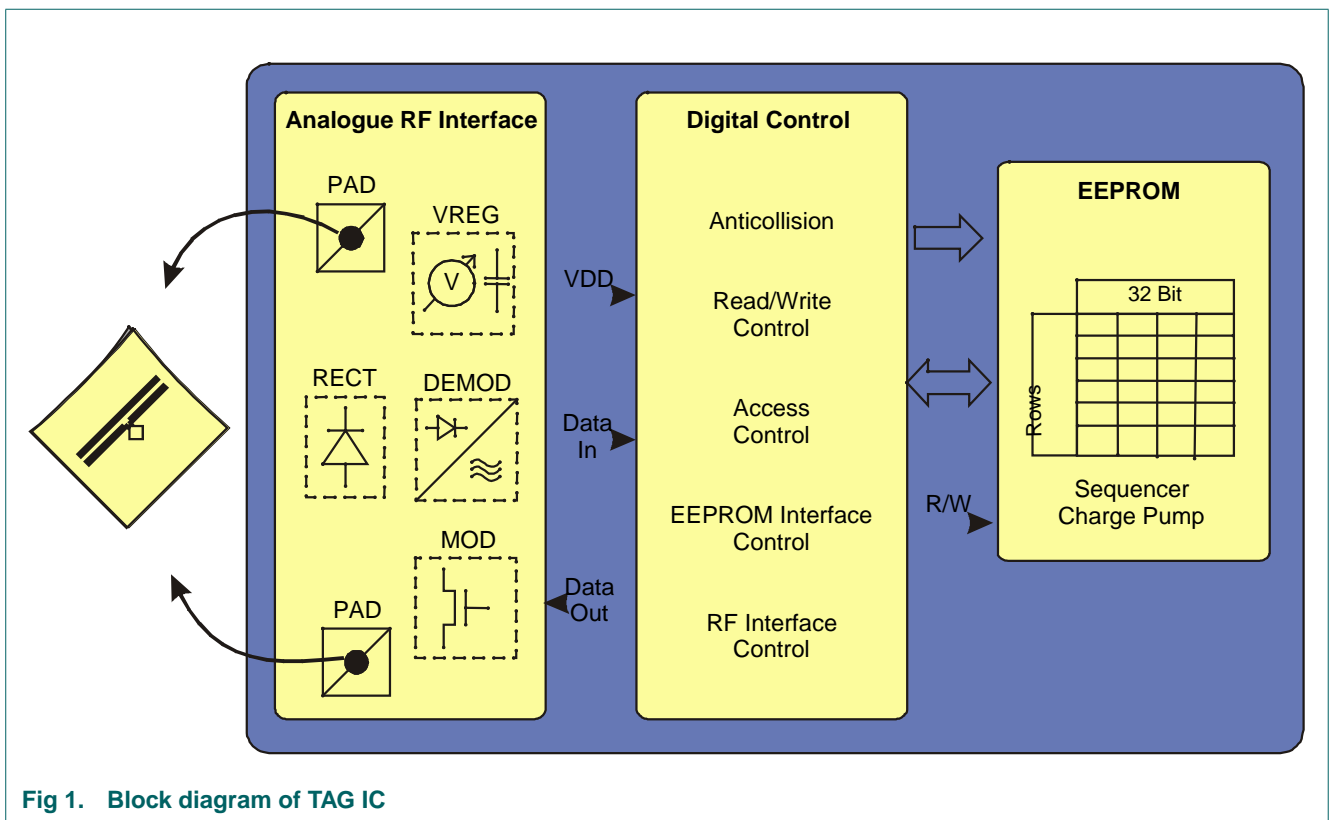 Analogue RF Interface
PAD
VREG
V
RECT
DEMOD
MOD
PAD
VDD
Data
In
Data
Out
Digital Control
Anticollision
Read/Write
Control
Access
Control
EEPROM Interface
Control
RF Interface
Control
R/W
EEPROM
32 Bit
Rows
Sequencer
Charge Pump
Fig 1. Block diagram of TAG IC